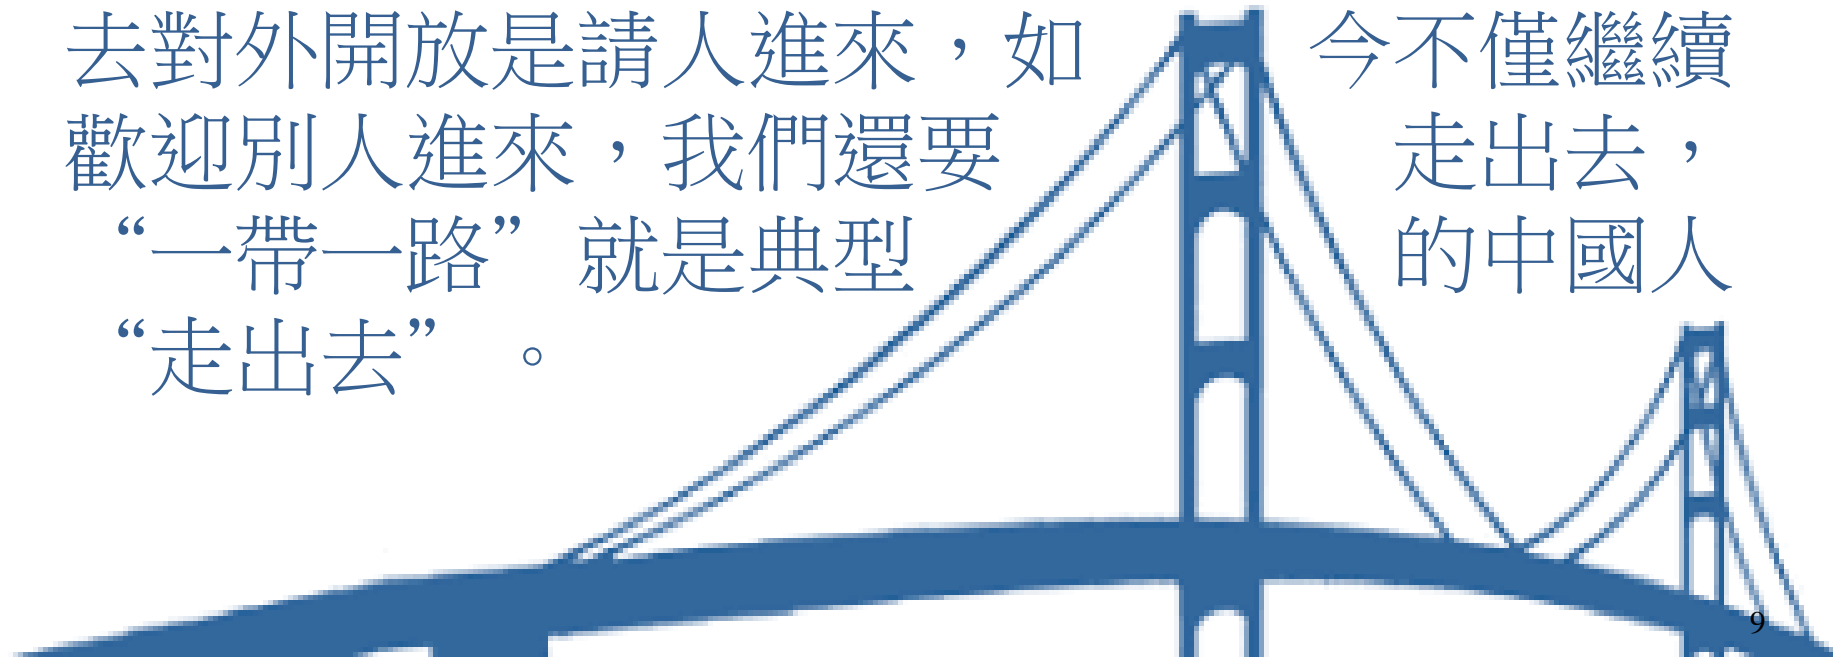 去對外開放是請人進來，如今不僅繼續
歡迎別人進來，我們還要走出去，
“一帶一路”就是典型的中國人
“走出去”。
9